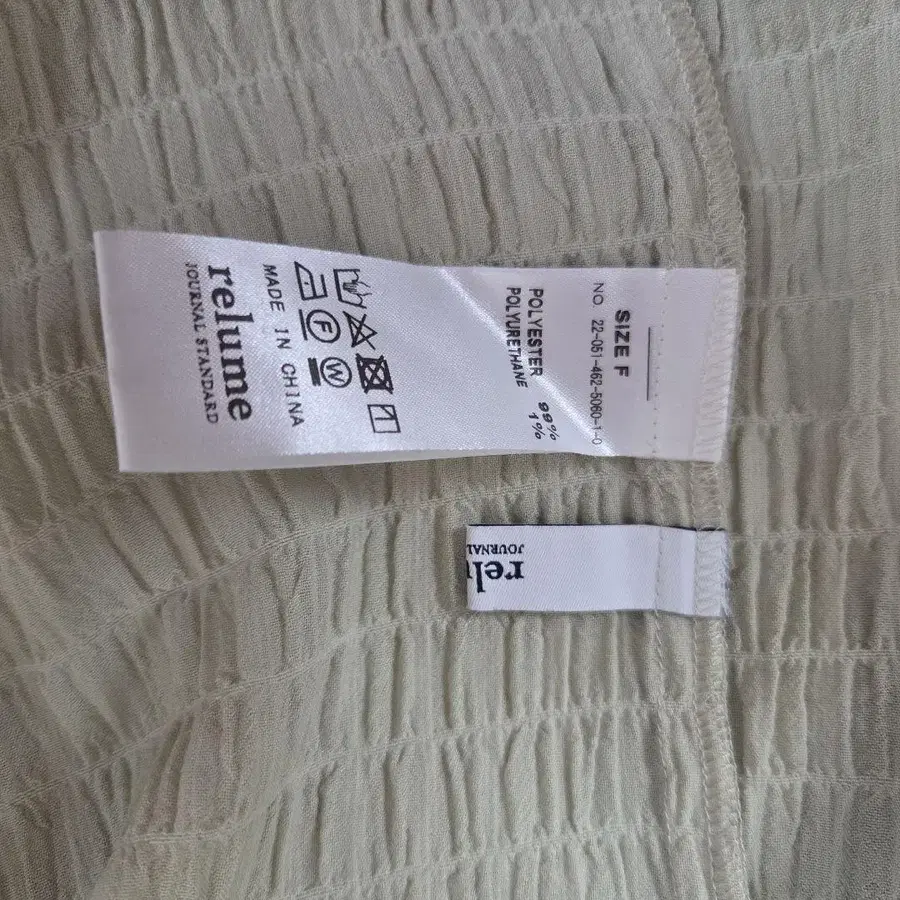 SIZE F
NO 22-051-462-5060-1-0
POLYESTER 99%
POLYURETHANE 1%
F
W
MADE IN CHINA
relume
JOURNAL STANDARD
rel
JOURNAL